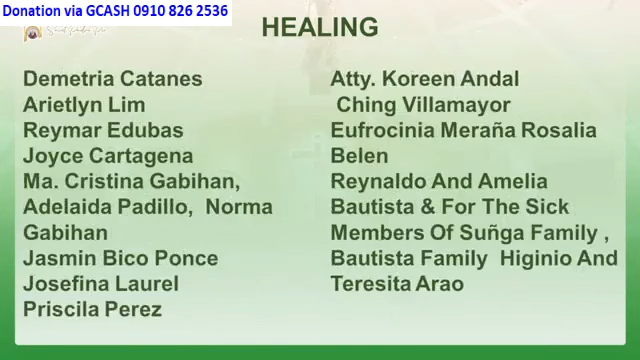 Donation via GCASH 0910 826 2536
HEALING
Demetria Catanes
Arietlyn Lim
Reymar Edubas
Joyce Cartagena
Ma. Cristina Gabihan,
Adelaida Padillo, Norma
Gabihan
Jasmin Bico Ponce
Josefina Laurel
Priscila Perez
Atty. Koreen Andal
Ching Villamayor
Eufrocinia Meraña Rosalia
Belen
Reynaldo And Amelia
Bautista & For The Sick
Members Of Suñga Family ,
Bautista Family Higinio And
Teresita Arao